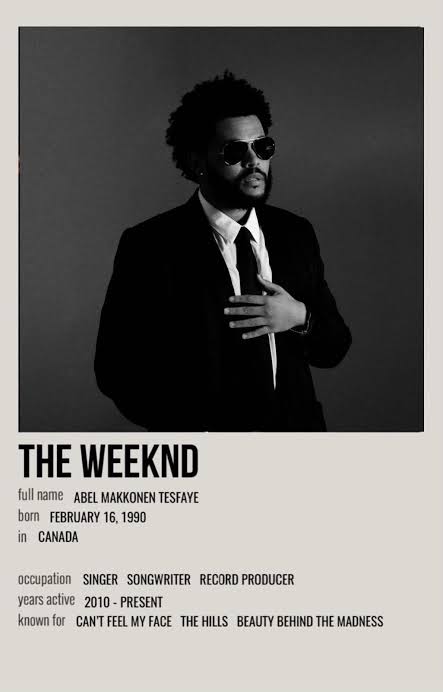 THE WEEKND
full name ABEL MAKKONEN TESFAYE
born FEBRUARY 16, 1990
in CANADA
occupation SINGER SONGWRITER RECORD PRODUCER
years active 2010 - PRESENT
known for CAN'T FEEL MY FACE THE HILLS BEAUTY BEHIND THE MADNESS